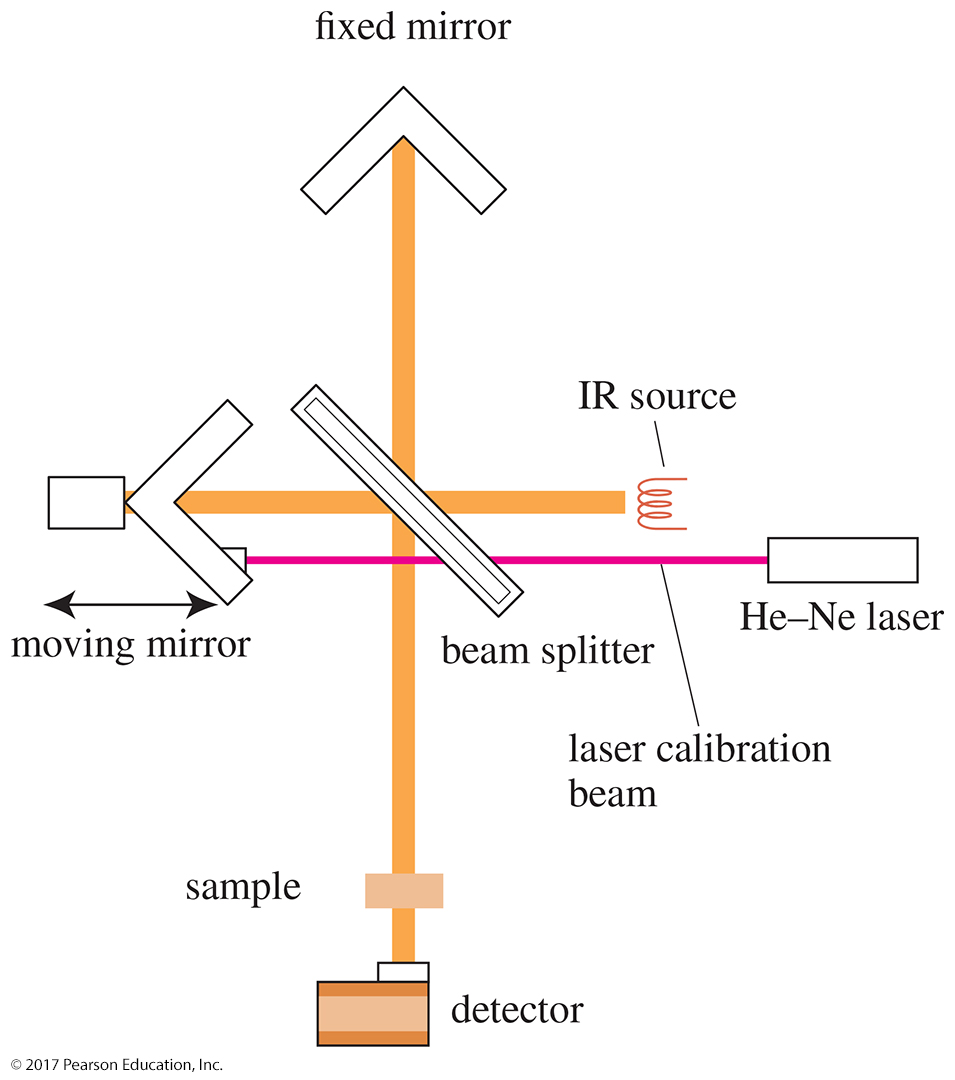 fixed mirror
IR source
He–Ne laser
moving mirror
beam splitter
laser calibration
beam
sample
detector
© 2017 Pearson Education, Inc.